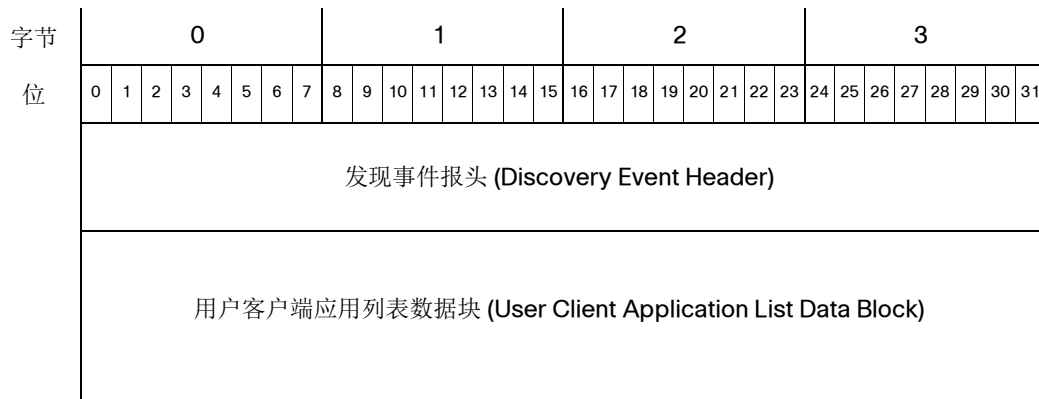 字节 0 1 2 3
位 0 1 2 3 4 5 6 7 8 9 10 11 12 13 14 15 16 17 18 19 20 21 22 23 24 25 26 27 28 29 30 31
发现事件报头 (Discovery Event Header)
用户客户端应用列表数据块 (User Client Application List Data Block)